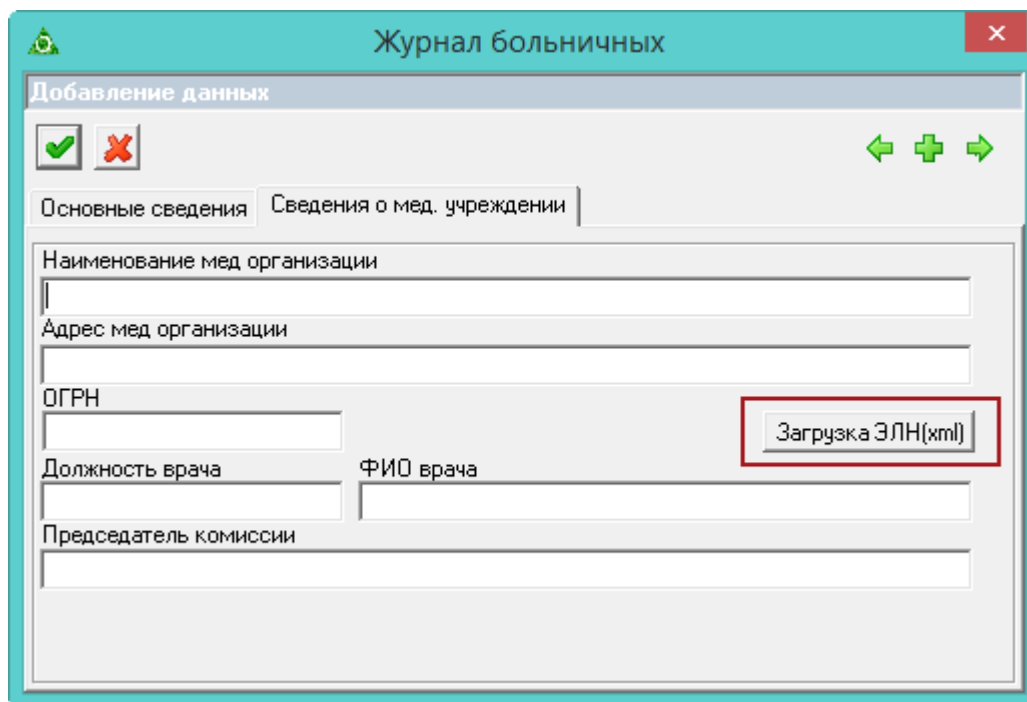 Журнал больничных
Добавление данных
Основные сведения Сведения о мед. учреждении
Наименование мед организации
Адрес мед организации
ОГРН
Загрузка ЭЛН(xml)
Должность врача ФИО врача
Председатель комиссии